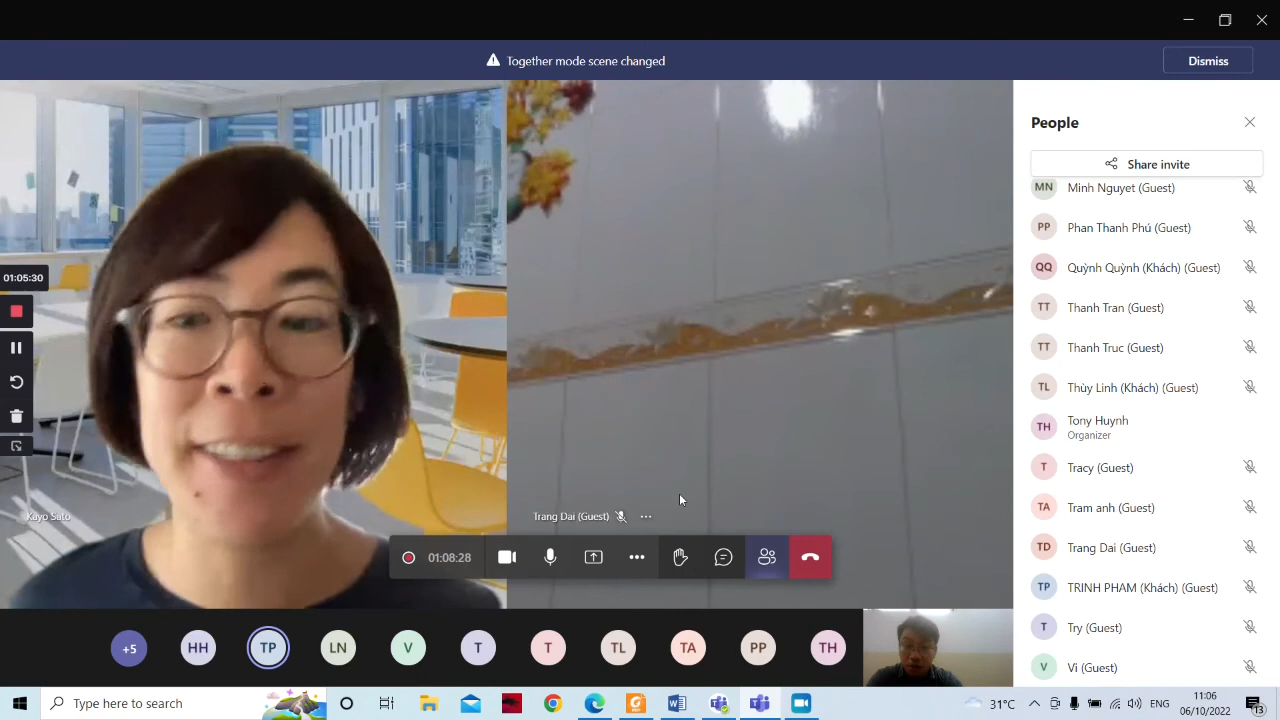 Together mode scene changed
Dismiss
People
Share invite
MN Minh Nguyet (Guest)
PP Phan Thanh Phú (Guest)
QQ Quỳnh Quỳnh (Khách) (Guest)
TT Thanh Tran (Guest)
TT Thanh Truc (Guest)
TL Thùy Linh (Khách) (Guest)
TH Tony Huynh
Organizer
T Tracy (Guest)
TA Tram anh (Guest)
TD Trang Dai (Guest)
TP TRINH PHAM (Khách) (Guest)
T Try (Guest)
V Vi (Guest)
01:05:30
Kayo Sato
Trang Dai (Guest)
01:08:28
+5 HH TP LN V T T TL TA PP TH
Type here to search
31°C
ENG
11:06
06/10/2022
13